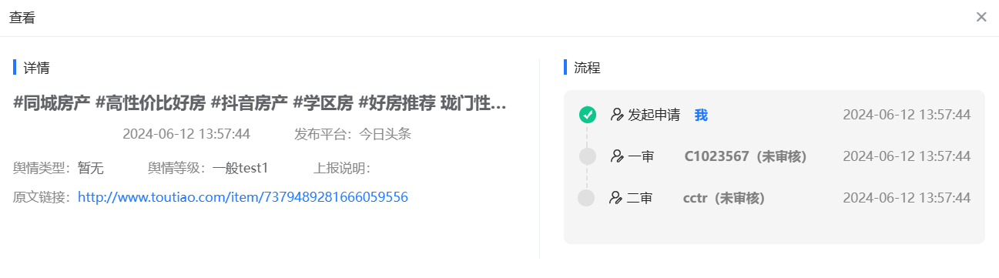 查看
详情
#同城房产 #高性价比好房 #抖音房产 #学区房 #好房推荐 珑门性...
2024-06-12 13:57:44 发布平台：今日头条
舆情类型：暂无 舆情等级：一般test1 上报说明：
原文链接：http://www.toutiao.com/item/7379489281666059556
流程
发起申请 我 2024-06-12 13:57:44
一审 C1023567（未审核） 2024-06-12 13:57:44
二审 cctr（未审核） 2024-06-12 13:57:44